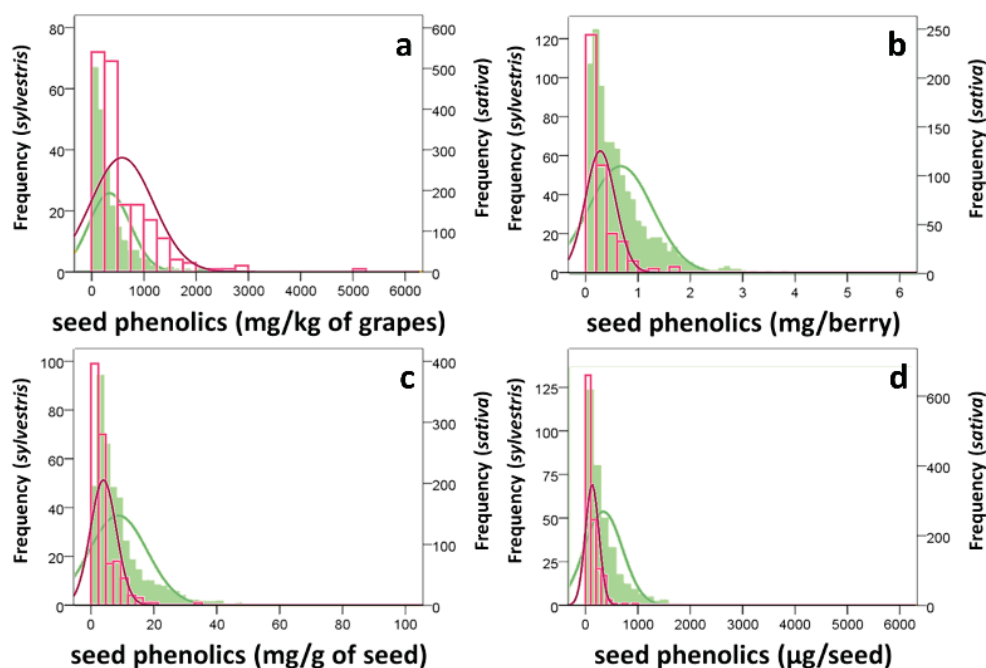 80
60
40
20
0
Frequency (sylvestris)
a
600
500
400
300
200
100
0
Frequency (sativa)
0 1000 2000 3000 4000 5000 6000
seed phenolics (mg/kg of grapes)
120
100
80
60
40
20
0
Frequency (sylvestris)
b
250
200
150
100
50
0
Frequency (sativa)
0 1 3 4 5 6
seed phenolics (mg/berry)
100
80
60
40
20
0
Frequency (sylvestris)
c
400
300
200
100
0
Frequency (sativa)
0 20 40 60 80 100
seed phenolics (mg/g of seed)
125
100
75
50
25
0
Frequency (sylvestris)
d
600
400
200
0
Frequency (sativa)
0 1000 2000 3000 4000 5000 6000
seed phenolics (µg/seed)